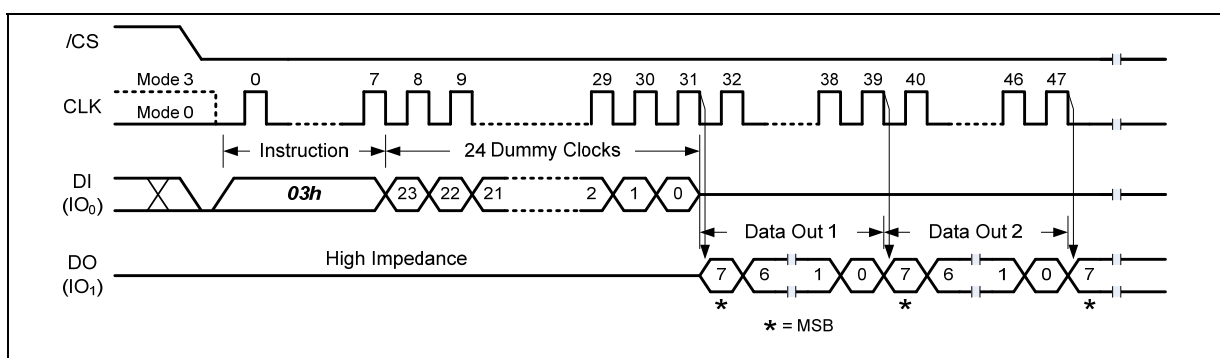 /CS
Mode 3 0 7 8 9 29 30 31 32 38 39 40 46 47
CLK
Mode 0
Instruction 24 Dummy Clocks
DI
(IO0)
03h 23 22 21 2 1 0
Data Out 1 Data Out 2
High Impedance
DO
(IO1)
7 6 1 0 7 6 1 0 7
* * *
* = MSB